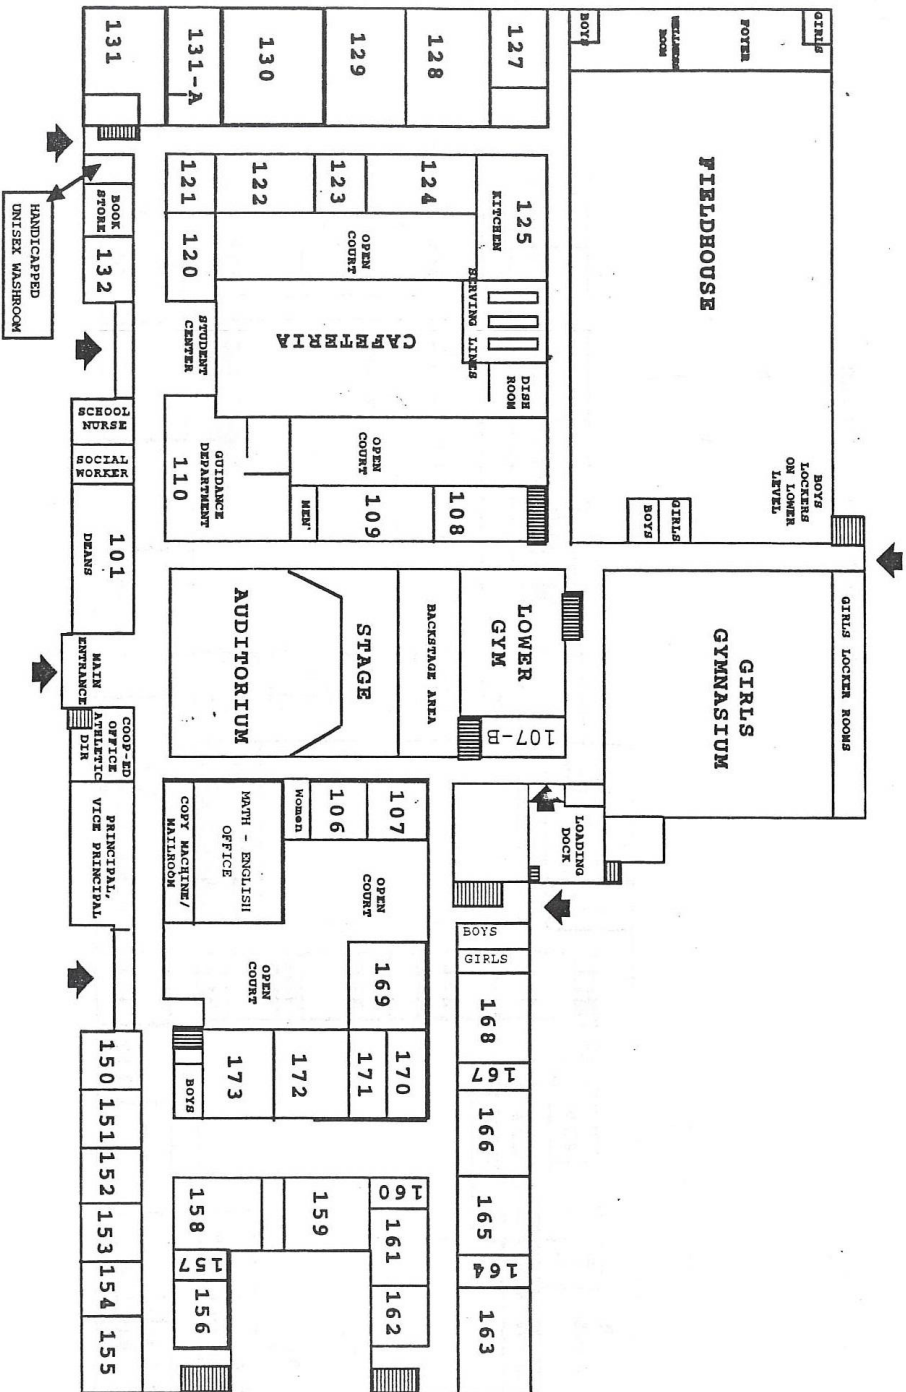 BOYS
WELLNESS
ROOM
FOYER
GIRLS
131
131-A
130
129
128
127
FIELDHOUSE
121
122
123
124
125
KITCHEN
BOOK
STORE
132
120
OPEN
COURT
HANDICAPPED
UNISEX WASHROOM
SERVING LINES
CAFETERIA
STUDENT
CENTER
DISH
ROOM
SCHOOL
NURSE
SOCIAL
WORKER
GUIDANCE
DEPARTMENT
110
OPEN
COURT
BOYS
LOCKERS
ON LOWER
LEVEL
MEN'
109
108
GIRLS
BOYS
101
DEANS
AUDITORIUM
STAGE
BACKSTAGE AREA
LOWER
GYM
107-B
GIRLS
GYMNASIUM
GIRLS LOCKER ROOMS
MAIN
ENTRANCE
COOP-ED
OFFICE
ATHLETIC
DIR
PRINCIPAL,
VICE PRINCIPAL
COPY MACHINE/
MAILROOM
MATH - ENGLISH
OFFICE
Women
106
107
LOADING
DOCK
OPEN
COURT
OPEN
COURT
169
BOYS
GIRLS
168
167
166
165
164
163
BOYS
173
172
171
170
150
151
152
153
154
155
158
159
160
161
157
156
162